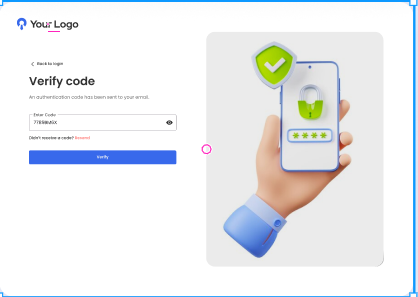 Your Logo
Back to login
Verify code
An authentication code has been sent to your email.
Enter Code
Didn't receive a code? Resend
Verify